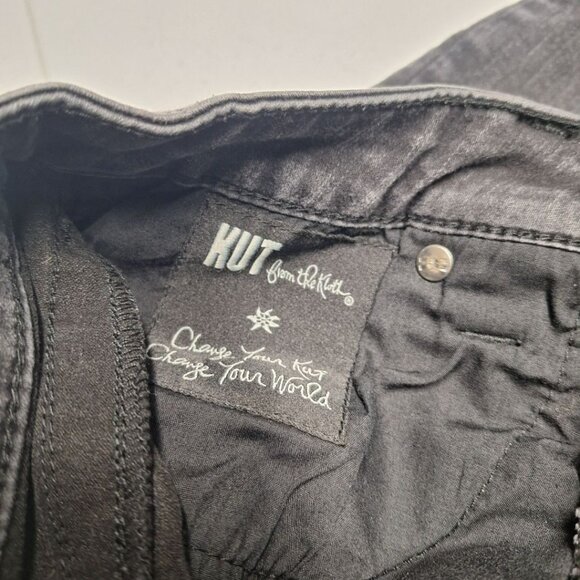 KUT from the Kloth®
Change Your Kut
Change Your World